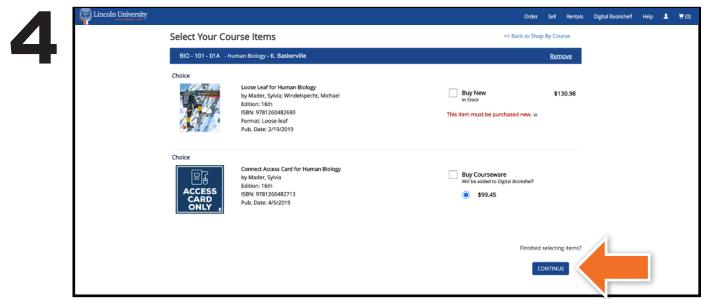 4
Lincoln University
Order Sell Rentals Digital Bookshelf Help (0)
Select Your Course Items
<< Back to Shop By Course
BIO - 101 - 01A - Human Biology - K. Baskerville
Remove
Choice
Loose Leaf for Human Biology
by Mader, Sylvia; Windelspecht, Michael
Edition: 16th
ISBN: 9781260482690
Format: Loose-leaf
Pub. Date: 2/19/2019
Buy New
In Stock
$130.98
This item must be purchased new.
Choice
ACCESS
CARD
ONLY
Connect Access Card for Human Biology
by Mader, Sylvia
Edition: 16th
ISBN: 9781260482713
Pub. Date: 4/5/2019
Buy Courseware
Will be added to Digital Bookshelf
$99.45
Finished selecting items?
CONTINUE